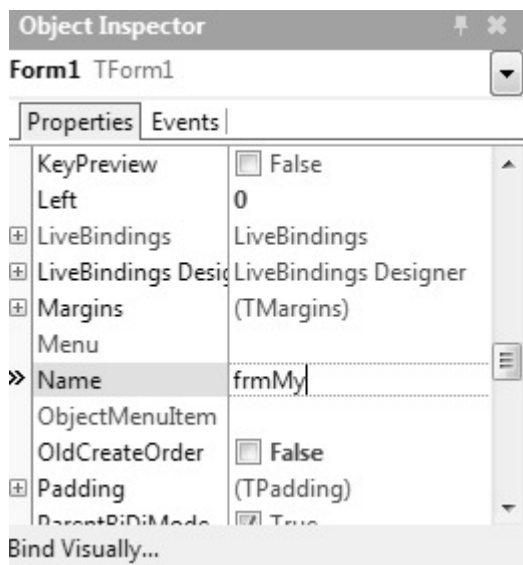 Object Inspector
Form1 TForm1
Properties Events
KeyPreview False
Left 0
LiveBindings LiveBindings
LiveBindings Desig LiveBindings Designer
Margins (TMargins)
Menu
Name frmMy
ObjectMenuItem
OldCreateOrder False
Padding (TPadding)
ParentBiDiMode True
Bind Visually...